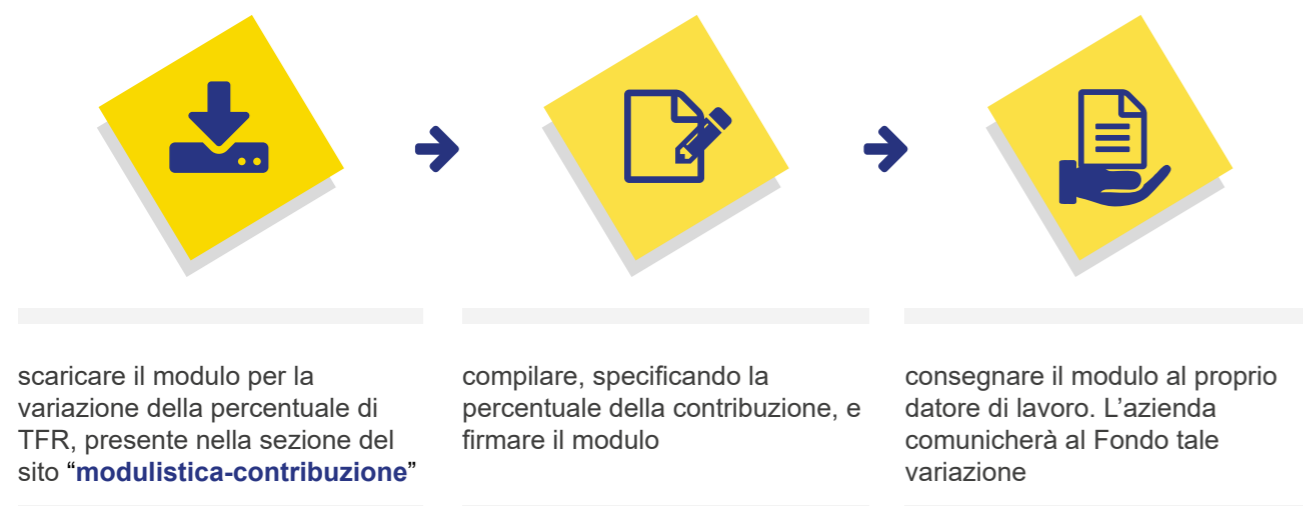 scaricare il modulo per la
variazione della percentuale di
TFR, presente nella sezione del
sito “modulistica-contribuzione”
compilare, specificando la
percentuale della contribuzione, e
firmare il modulo
consegnare il modulo al proprio
datore di lavoro. L’azienda
comunicherà al Fondo tale
variazione